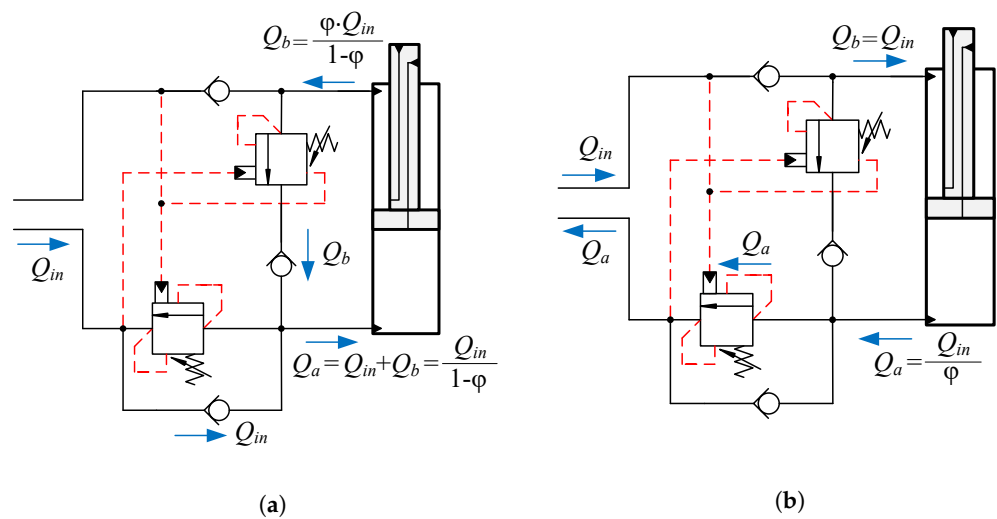 Q_b=φ·Q_in/1-φ
Q_b=Q_in
Q_in
Q_in
Q_b
Q_a
Q_a
Q_a=Q_in+Q_b=Q_in/1-φ
Q_a=Q_in/φ
Q_in
(a)
(b)